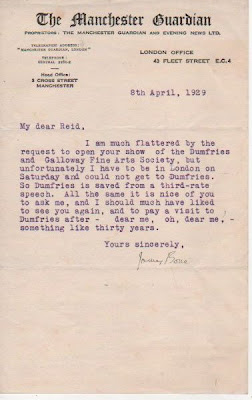 The Manchester Guardian
PROPRIETORS: THE MANCHESTER GUARDIAN AND EVENING NEWS LTD.
TELEGRAPHIC ADDRESS:
"MANCHESTER GUARDIAN, LONDON"
TELEPHONE:
LONDON OFFICE
43 FLEET STREET E.C.4
Head Office:
3 CROSS STREET
MANCHESTER
8th April, 1929
My dear Reid,
I am much flattered by the
request to open your show of the Dumfries
and Galloway Fine Arts Society, but
unfortunately I have to be in London on
Saturday and could not get to Dumfries.
So Dumfries is saved from a third-rate
speech. All the same it is nice of you
to ask me, and I should much have liked
to see you again, and to pay a visit to
Dumfries after - dear me, oh, dear me, -
something like thirty years.
Yours sincerely,
James Bone